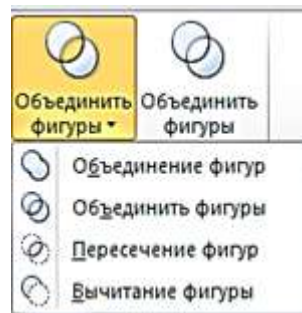 Объединить фигуры
Объединить фигуры
Объединение фигур
Объединить фигуры
Пересечение фигур
Вычитание фигуры